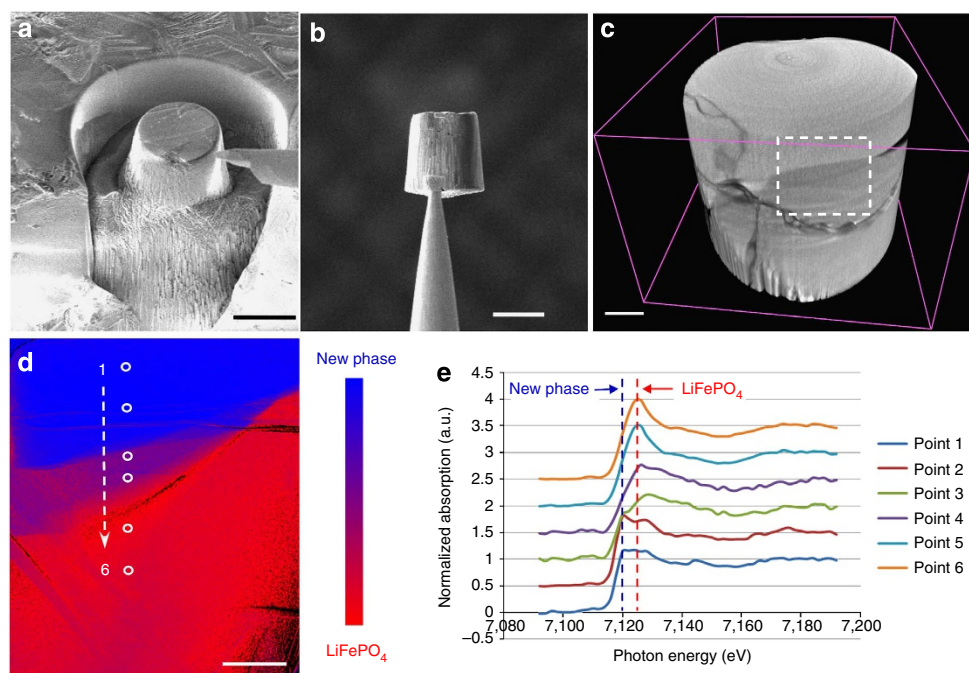 a
b
c
d
1
6
New phase
LiFePO4
e
New phase
LiFePO4
Normalized absorption (a.u.)
4.5
4
3.5
3
2.5
2
1.5
1
0.5
0
–0.5
7,080
7,100
7,120
7,140
7,160
7,180
7,200
Photon energy (eV)
Point 1
Point 2
Point 3
Point 4
Point 5
Point 6